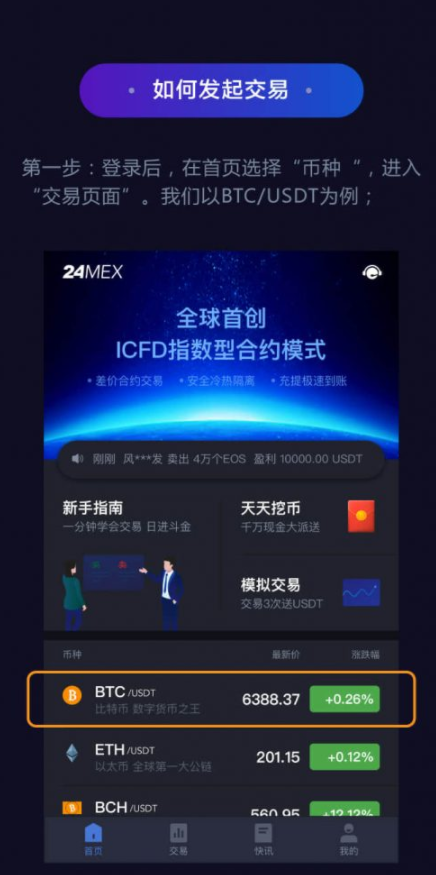 如何发起交易
第一步：登录后，在首页选择“币种“，进入
“交易页面”。我们以BTC/USDT为例；
24MEX
全球首创
ICFD指数型合约模式
差价合约交易 安全冷热隔离 充提极速到账
刚刚 风***发 卖出 4万个EOS 盈利 10000.00 USDT
新手指南
一分钟学会交易 日进斗金
天天挖币
千万现金大派送
模拟交易
交易3次送USDT
币种 最新价 涨跌幅
BTC /USDT 6388.37 +0.26%
比特币 数字货币之王
ETH /USDT 201.15 +0.12%
以太币 全球第一大公链
BCH /USDT 560.95 +12.12%
首页 交易 快讯 我的